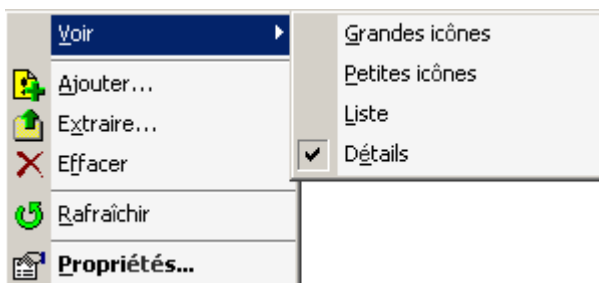 Voir
Ajouter...
Extraire...
Effacer
Rafraîchir
Propriétés...
Grandes icônes
Petites icônes
Liste
Détails